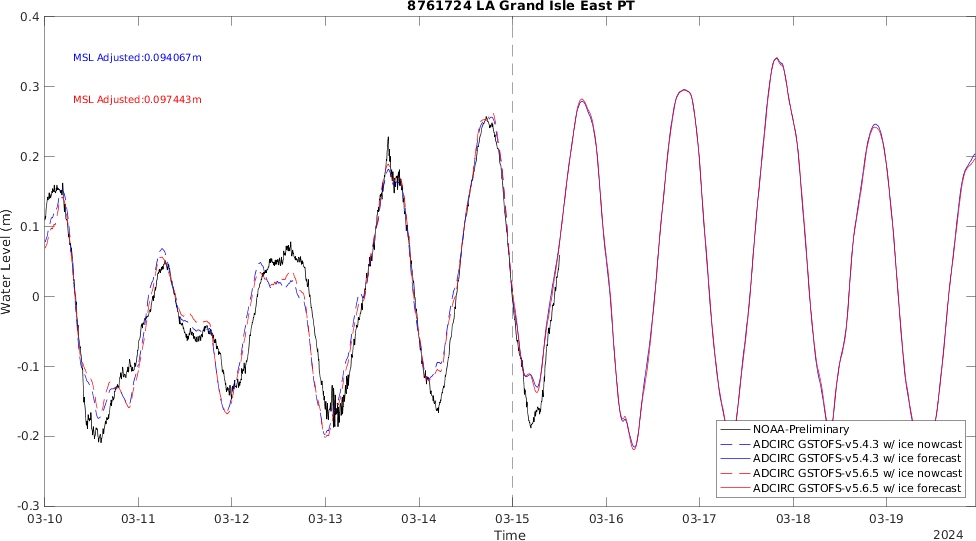 8761724 LA Grand Isle East PT
0.4
MSL Adjusted:0.094067m
0.3
MSL Adjusted:0.097443m
0.2
0.1
Water Level (m)
0
-0.1
-0.2
NOAA-Preliminary
ADCIRC GSTOFS-v5.4.3 w/ ice nowcast
ADCIRC GSTOFS-v5.4.3 w/ ice forecast
ADCIRC GSTOFS-v5.6.5 w/ ice nowcast
ADCIRC GSTOFS-v5.6.5 w/ ice forecast
-0.3
03-10 03-11 03-12 03-13 03-14 03-15 03-16 03-17 03-18 03-19
Time
2024